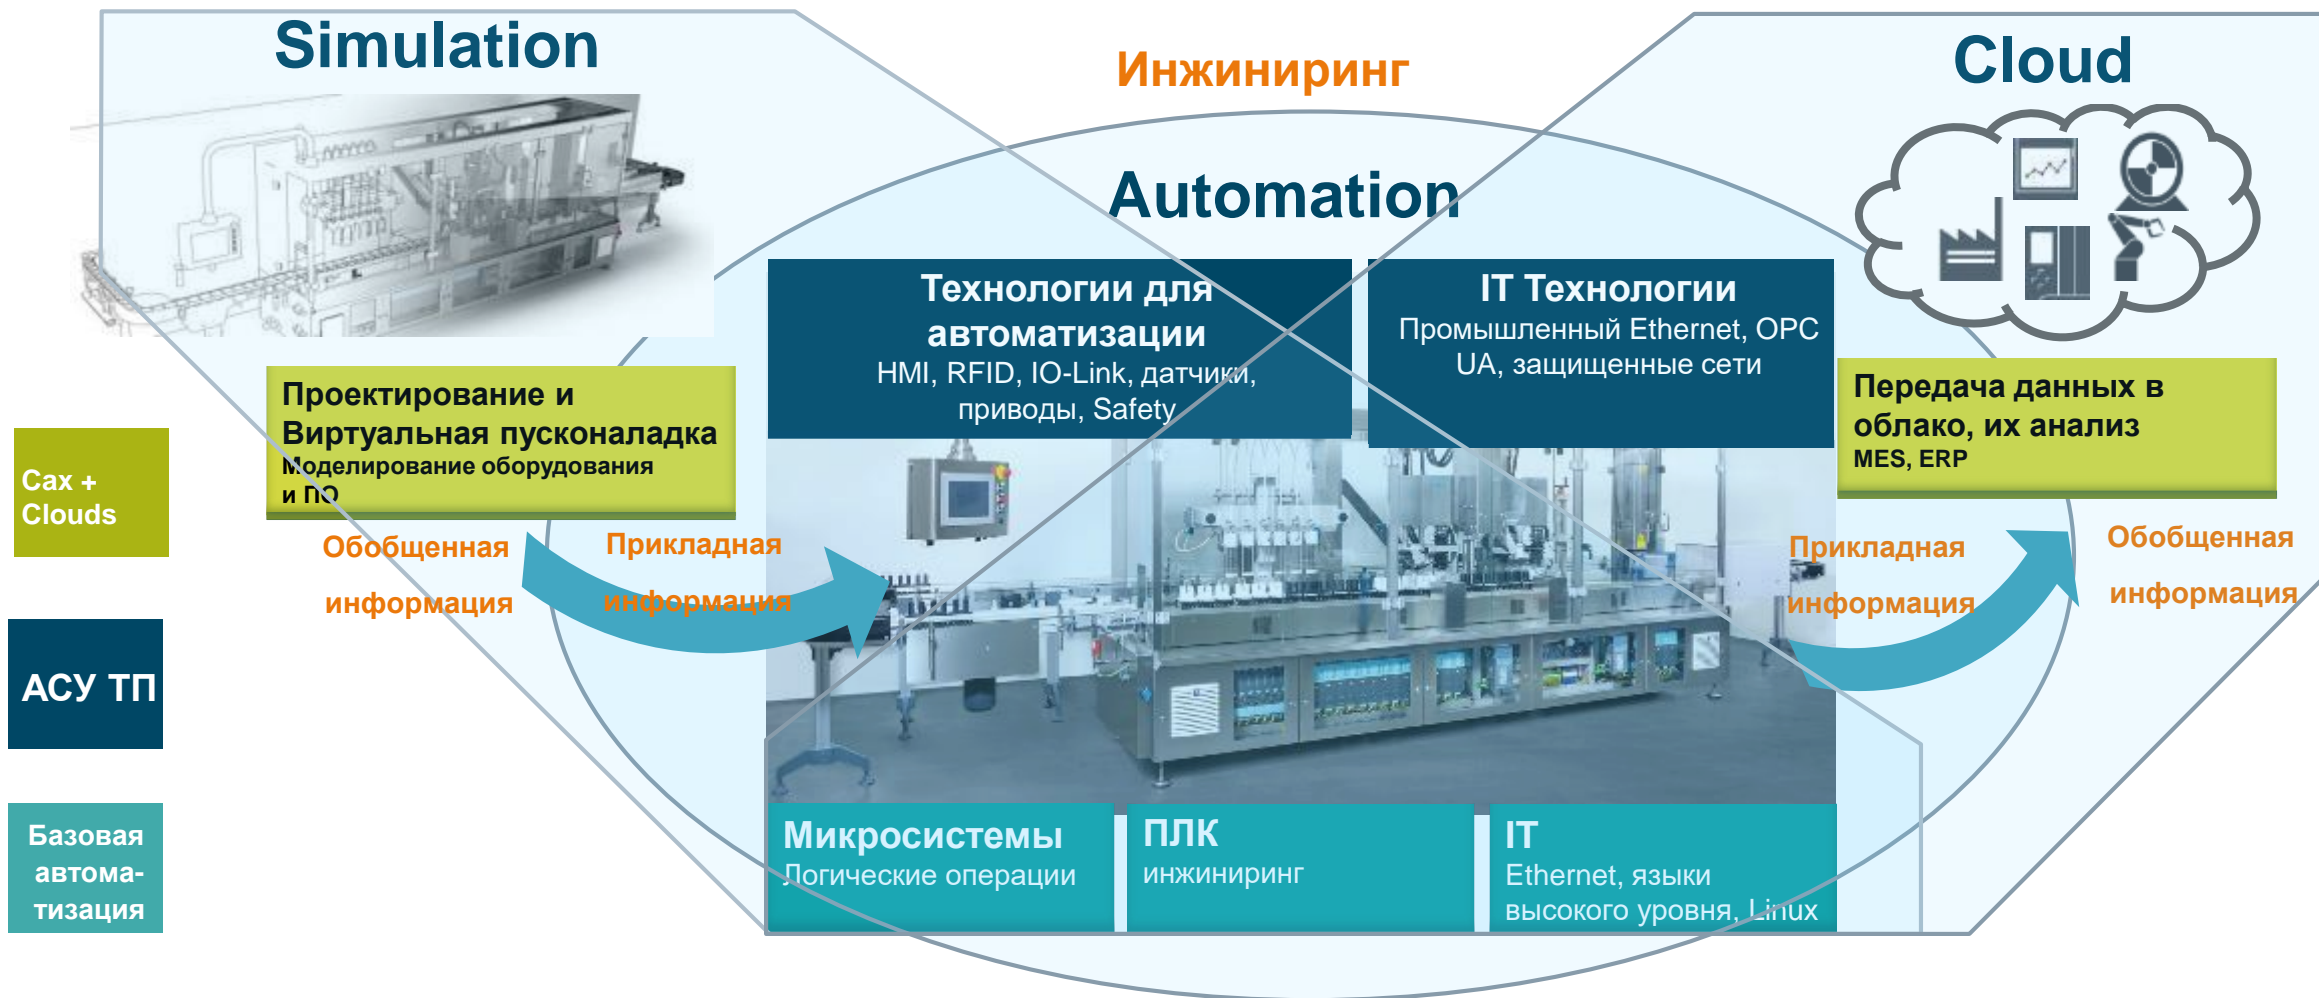 Simulation
Инжиниринг
Cloud
Automation
Технологии для
автоматизации
HMI, RFID, IO-Link, датчики,
приводы, Safety
IT Технологии
Промышленный Ethernet, OPC
UA, защищенные сети
Проектирование и
Виртуальная пусконаладка
Моделирование оборудования
и ПО
Передача данных в
облако, их анализ
MES, ERP
Cax +
Clouds
Обобщенная
информация
Прикладная
информация
Прикладная
информация
Обобщенная
информация
АСУ ТП
Базовая
автома-
тизация
Микросистемы
Логические операции
ПЛК
инжиниринг
IT
Ethernet, языки
высокого уровня, Linux